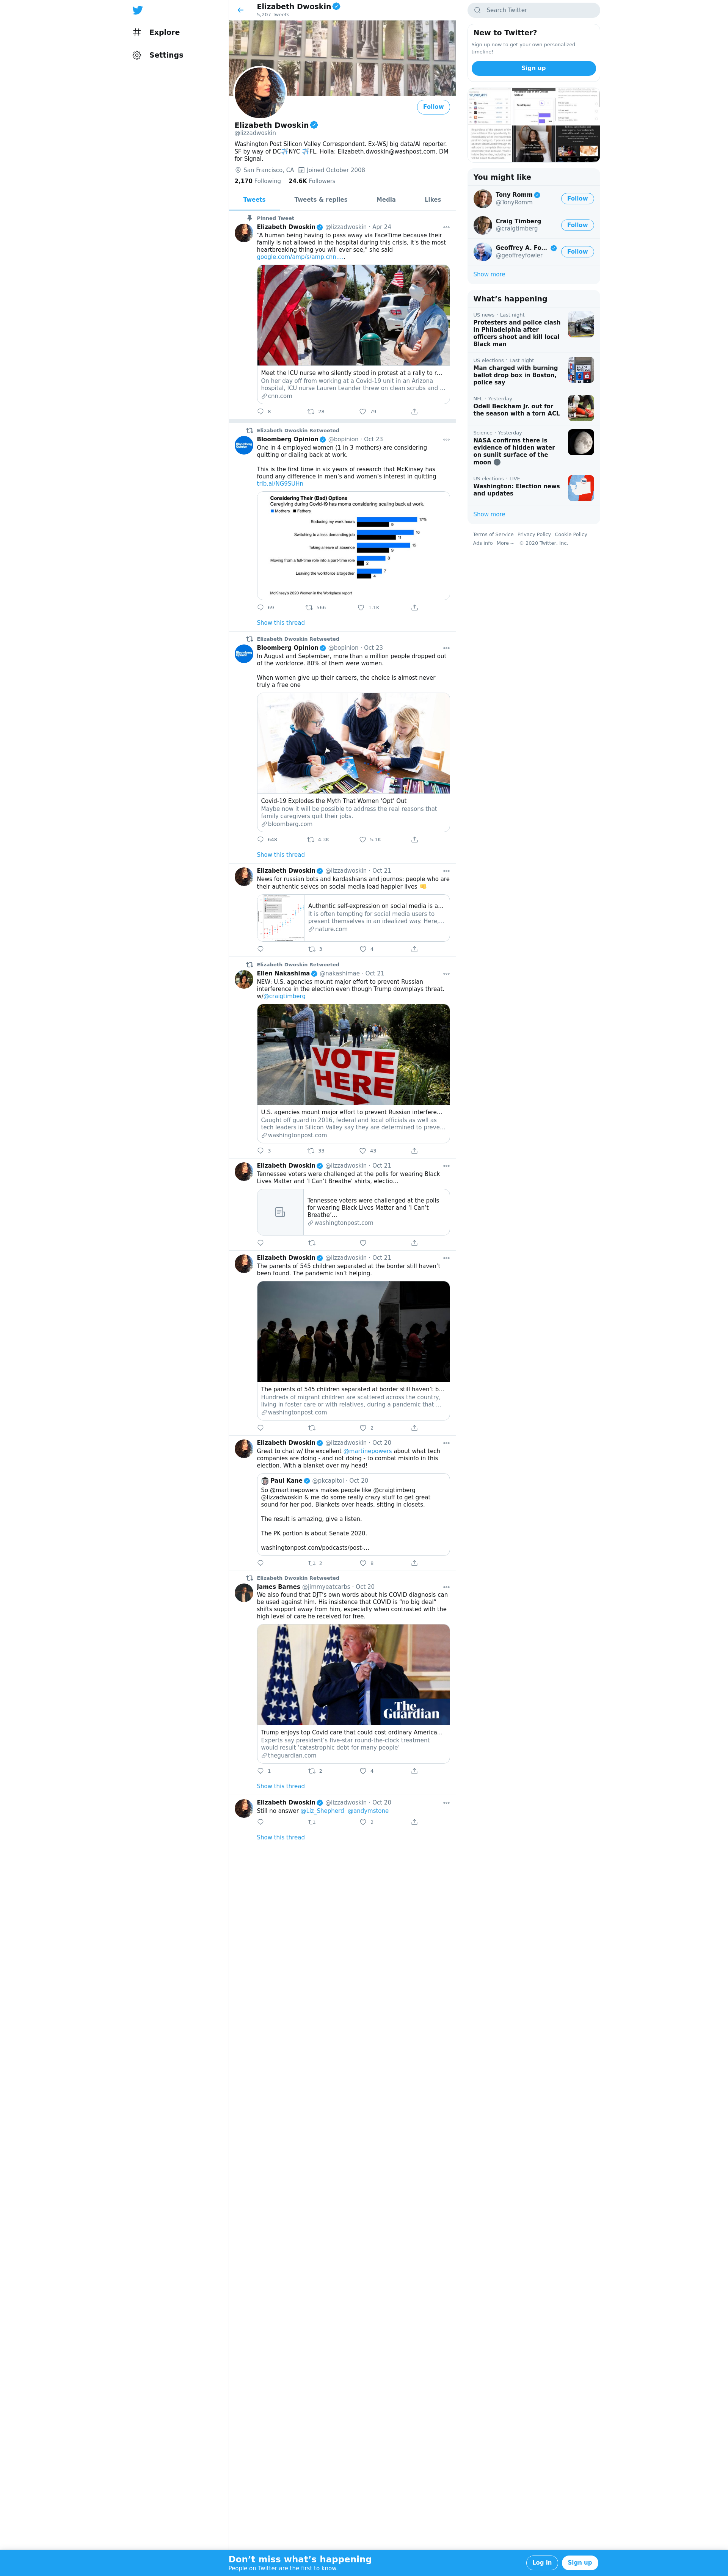 Explore
Settings
Elizabeth Dwoskin
5,207 Tweets
Follow
Elizabeth Dwoskin
@lizzadwoskin
Washington Post Silicon Valley Correspondent. Ex-WSJ big data/AI reporter.
SF by way of DC✈️NYC ✈️FL. Holla: Elizabeth.dwoskin@washpost.com. DM
for Signal.
San Francisco, CA Joined October 2008
2,170 Following 24.6K Followers
Tweets Tweets & replies Media Likes
Pinned Tweet
Elizabeth Dwoskin @lizzadwoskin · Apr 24
"A human being having to pass away via FaceTime because their
family is not allowed in the hospital during this crisis, it's the most
heartbreaking thing you will ever see," she said
google.com/amp/s/amp.cnn.…
Meet the ICU nurse who silently stood in protest at a rally to r…
On her day off from working at a Covid-19 unit in an Arizona
hospital, ICU nurse Lauren Leander threw on clean scrubs and …
cnn.com
8 28 79
Elizabeth Dwoskin Retweeted
Bloomberg Opinion @bopinion · Oct 23
One in 4 employed women (1 in 3 mothers) are considering
quitting or dialing back at work.
This is the first time in six years of research that McKinsey has
found any difference in men's and women's interest in quitting
trib.al/NG9SUHn
Considering Their (Bad) Options
Caregiving during Covid-19 has moms considering scaling back at work.
Mothers Fathers
Reducing my work hours 17% 9
Switching to a less demanding job 15 11
Taking a leave of absence 15 9
Moving from a full-time role into a part-time role 8 2
Leaving the workforce altogether 7 4
McKinsey's 2020 Women in the Workplace report
69 566 1.1K
Show this thread
Elizabeth Dwoskin Retweeted
Bloomberg Opinion @bopinion · Oct 23
In August and September, more than a million people dropped out
of the workforce. 80% of them were women.
When women give up their careers, the choice is almost never
truly a free one
Covid-19 Explodes the Myth That Women 'Opt' Out
Maybe now it will be possible to address the real reasons that
family caregivers quit their jobs.
bloomberg.com
648 4.3K 5.1K
Show this thread
Elizabeth Dwoskin @lizzadwoskin · Oct 21
News for russian bots and kardashians and journos: people who are
their authentic selves on social media lead happier lives
Authentic self-expression on social media is a…
It is often tempting for social media users to
present themselves in an idealized way. Here,…
nature.com
3 4
Elizabeth Dwoskin Retweeted
Ellen Nakashima @nakashimae · Oct 21
NEW: U.S. agencies mount major effort to prevent Russian
interference in the election even though Trump downplays threat.
w/@craigtimberg
VOTE
HERE
U.S. agencies mount major effort to prevent Russian interfere…
Caught off guard in 2016, federal and local officials as well as
tech leaders in Silicon Valley say they are determined to preve…
washingtonpost.com
3 33 43
Elizabeth Dwoskin @lizzadwoskin · Oct 21
Tennessee voters were challenged at the polls for wearing Black
Lives Matter and 'I Can't Breathe' shirts, electio…
Tennessee voters were challenged at the polls
for wearing Black Lives Matter and 'I Can't
Breathe'…
washingtonpost.com
Elizabeth Dwoskin @lizzadwoskin · Oct 21
The parents of 545 children separated at the border still haven't
been found. The pandemic isn't helping.
The parents of 545 children separated at border still haven't b…
Hundreds of migrant children are scattered across the country,
living in foster care or with relatives, during a pandemic that …
washingtonpost.com
2
Elizabeth Dwoskin @lizzadwoskin · Oct 20
Great to chat w/ the excellent @martinepowers about what tech
companies are doing - and not doing - to combat misinfo in this
election. With a blanket over my head!
Paul Kane @pkcapitol · Oct 20
So @martinepowers makes people like @craigtimberg
@lizzadwoskin & me do some really crazy stuff to get great
sound for her pod. Blankets over heads, sitting in closets.
The result is amazing, give a listen.
The PK portion is about Senate 2020.
washingtonpost.com/podcasts/post-…
2 8
Elizabeth Dwoskin Retweeted
James Barnes @jimmyeatcarbs · Oct 20
We also found that DJT's own words about his COVID diagnosis can
be used against him. His insistence that COVID is "no big deal"
shifts support away from him, especially when contrasted with the
high level of care he received for free.
The
Guardian
Trump enjoys top Covid care that could cost ordinary America…
Experts say president's five-star round-the-clock treatment
would result 'catastrophic debt for many people'
theguardian.com
1 2 4
Show this thread
Elizabeth Dwoskin @lizzadwoskin · Oct 20
Still no answer @Liz_Shepherd @andymstone
2
Show this thread
Search Twitter
New to Twitter?
Sign up now to get your own personalized
timeline!
Sign up
You might like
Tony Romm
@TonyRomm
Follow
Craig Timberg
@craigtimberg
Follow
Geoffrey A. Fo…
@geoffreyfowler
Follow
Show more
What's happening
US news · Last night
Protesters and police clash
in Philadelphia after
officers shoot and kill local
Black man
US elections · Last night
Man charged with burning
ballot drop box in Boston,
police say
NFL · Yesterday
Odell Beckham Jr. out for
the season with a torn ACL
Science · Yesterday
NASA confirms there is
evidence of hidden water
on sunlit surface of the
moon
US elections · LIVE
Washington: Election news
and updates
Show more
Terms of Service Privacy Policy Cookie Policy
Ads info More © 2020 Twitter, Inc.
Don't miss what's happening
People on Twitter are the first to know.
Log in Sign up